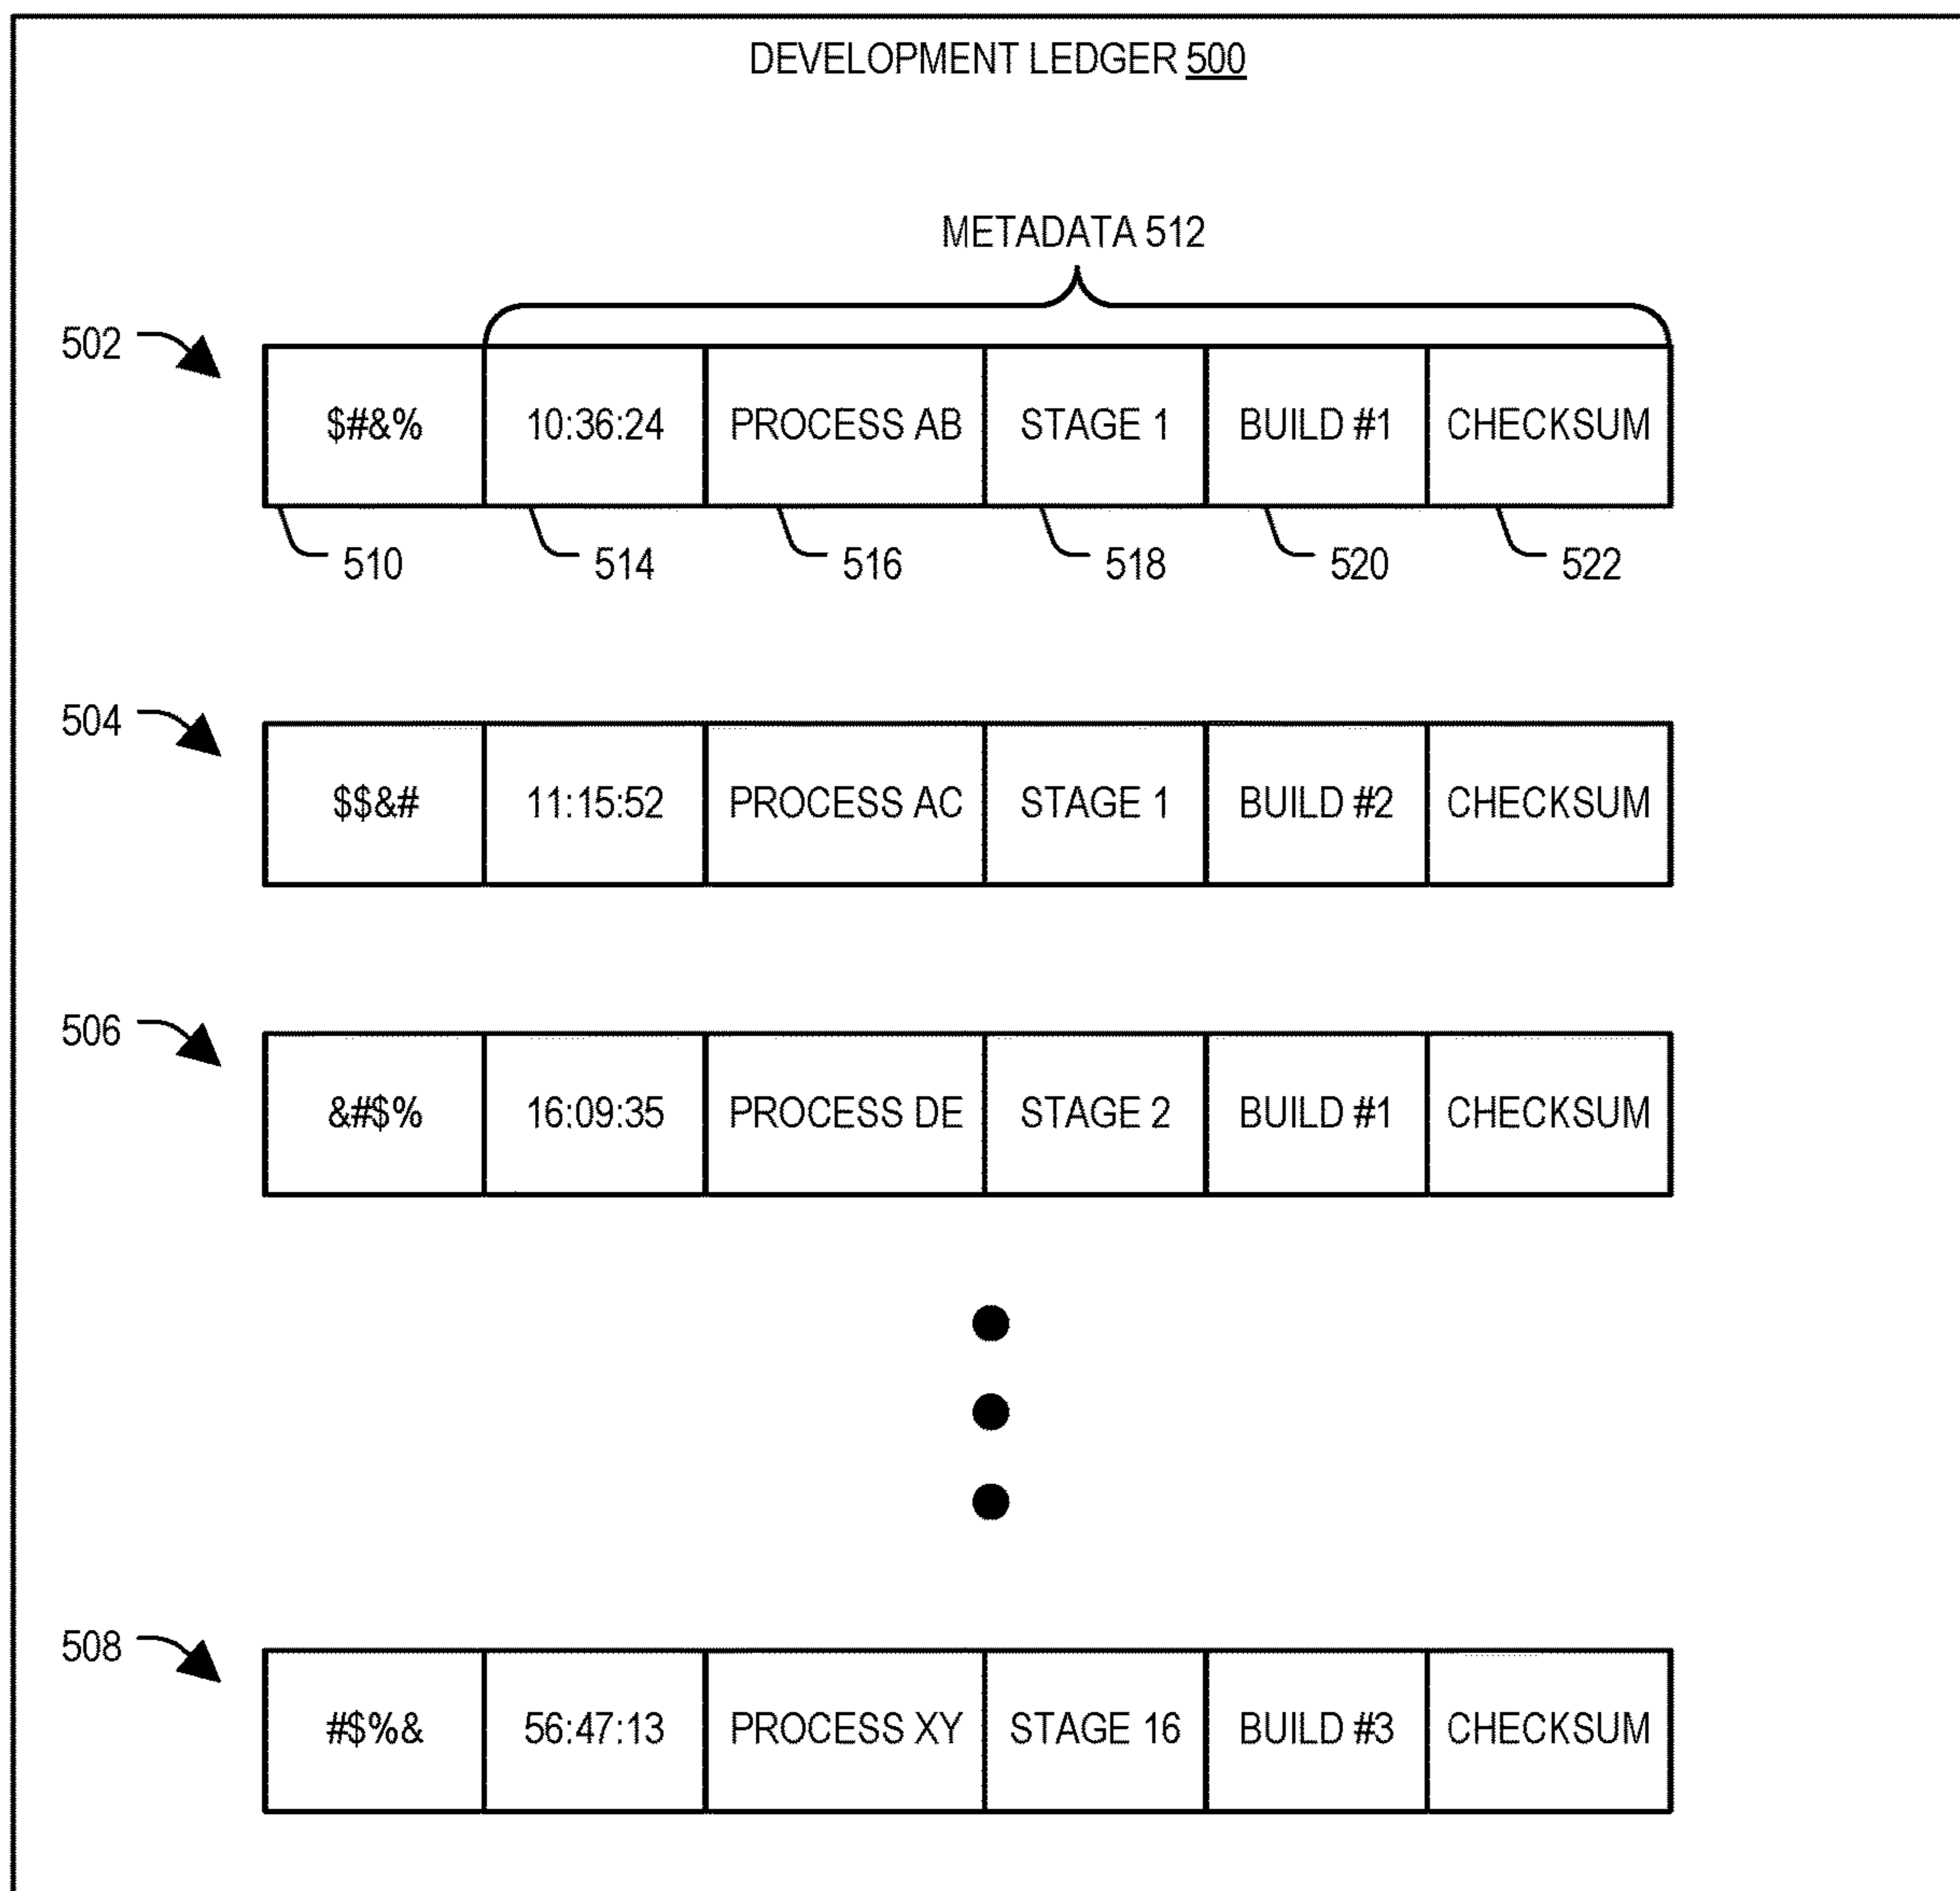 DEVELOPMENT LEDGER 500
METADATA 512
502
$#&% 10:36:24 PROCESS AB STAGE 1 BUILD #1 CHECKSUM
510 514 516 518 520 522
504
$$&# 11:15:52 PROCESS AC STAGE 1 BUILD #2 CHECKSUM
506
&#$% 16:09:35 PROCESS DE STAGE 2 BUILD #1 CHECKSUM
508
#$%& 56:47:13 PROCESS XY STAGE 16 BUILD #3 CHECKSUM